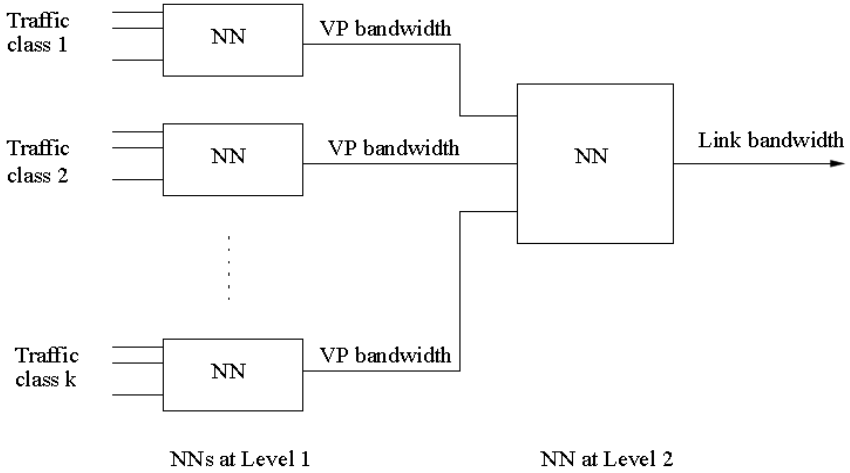 Traffic
class 1
NN
VP bandwidth
Traffic
class 2
NN
VP bandwidth
NN
Link bandwidth
Traffic
class k
NN
VP bandwidth
NNs at Level 1
NN at Level 2